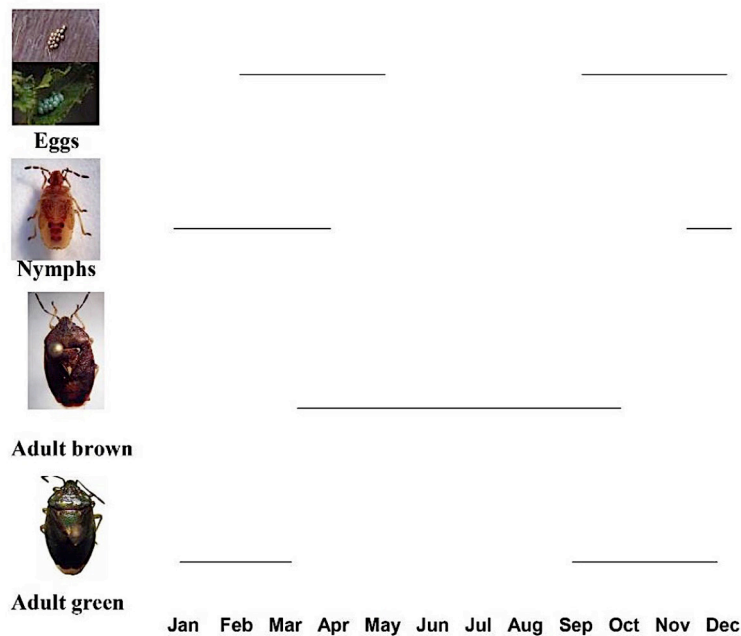 Eggs
Nymphs
Adult brown
Adult green
Jan Feb Mar Apr May Jun Jul Aug Sep Oct Nov Dec